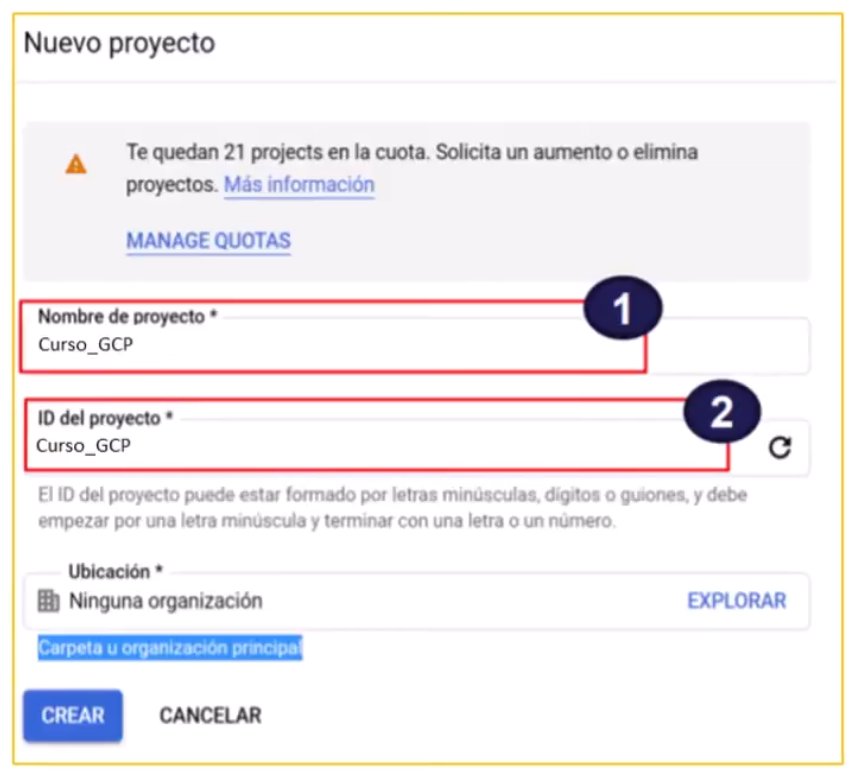 Nuevo proyecto
Te quedan 21 projects en la cuota. Solicita un aumento o elimina
proyectos. Más información
MANAGE QUOTAS
1
Nombre de proyecto *
Curso_GCP
2
ID del proyecto *
Curso_GCP
El ID del proyecto puede estar formado por letras minúsculas, dígitos o guiones, y debe
empezar por una letra minúscula y terminar con una letra o un número.
Ubicación *
Ninguna organización EXPLORAR
Carpeta u organización principal
CREAR CANCELAR